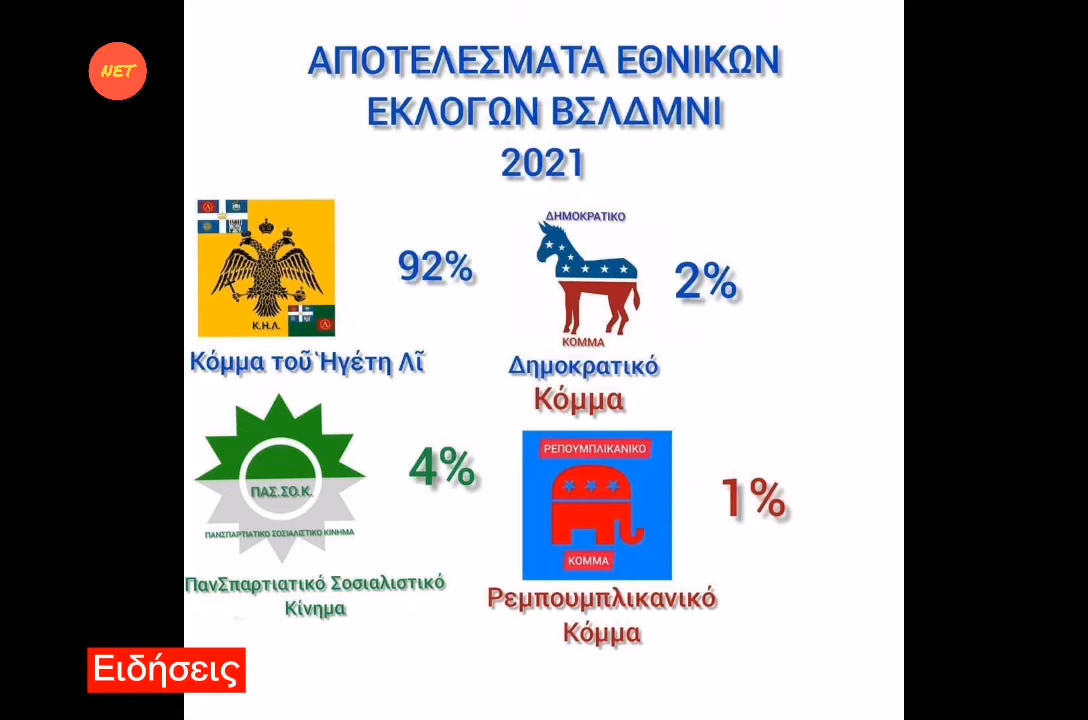 NET
ΑΠΟΤΕΛΕΣΜΑΤΑ ΕΘΝΙΚΩΝ
ΕΚΛΟΓΩΝ ΒΣΛΔΜΝΙ
2021
Λ
Λ
Κ.Η.Λ.
92%
Κόμμα τοῦ Ἡγέτη Λῖ
ΔΗΜΟΚΡΑΤΙΚΟ
ΚΟΜΜΑ
2%
Δημοκρατικό
Κόμμα
ΠΑΣ.ΣΟ.Κ.
ΠΑΝΣΠΑΡΤΙΑΤΙΚΟ ΣΟΣΙΑΛΙΣΤΙΚΟ ΚΙΝΗΜΑ
4%
ΠανΣπαρτιατικό Σοσιαλιστικό
Κίνημα
ΡΕΠΟΥΜΠΛΙΚΑΝΙΚΟ
ΚΟΜΜΑ
1%
Ρεμπουμπλικανικό
Κόμμα
Ειδήσεις